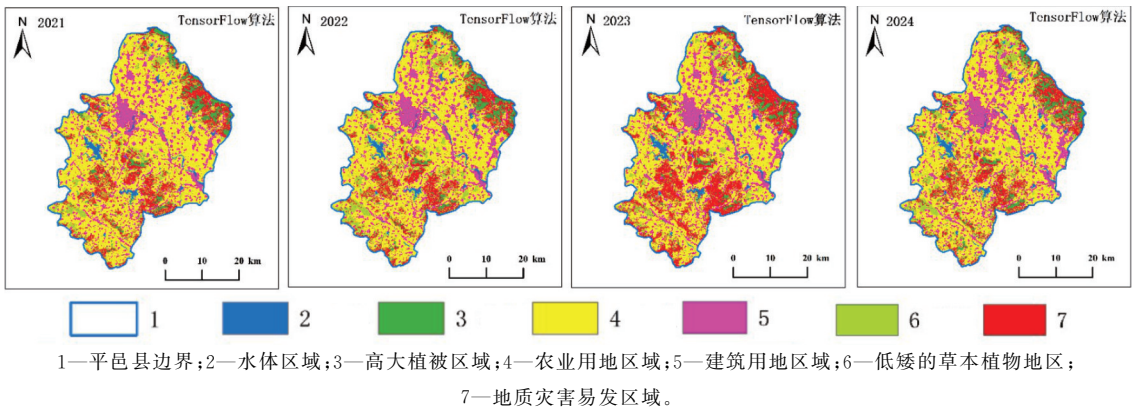 N 2021 TensorFlow算法
0 10 20 km
N 2022 TensorFlow算法
0 10 20 km
N 2023 TensorFlow算法
0 10 20 km
N 2024 TensorFlow算法
0 10 20 km
1 2 3 4 5 6 7
1—平邑县边界;2—水体区域;3—高大植被区域;4—农业用地区域;5—建筑用地区域;6—低矮的草本植物地区;
7—地质灾害易发区域。